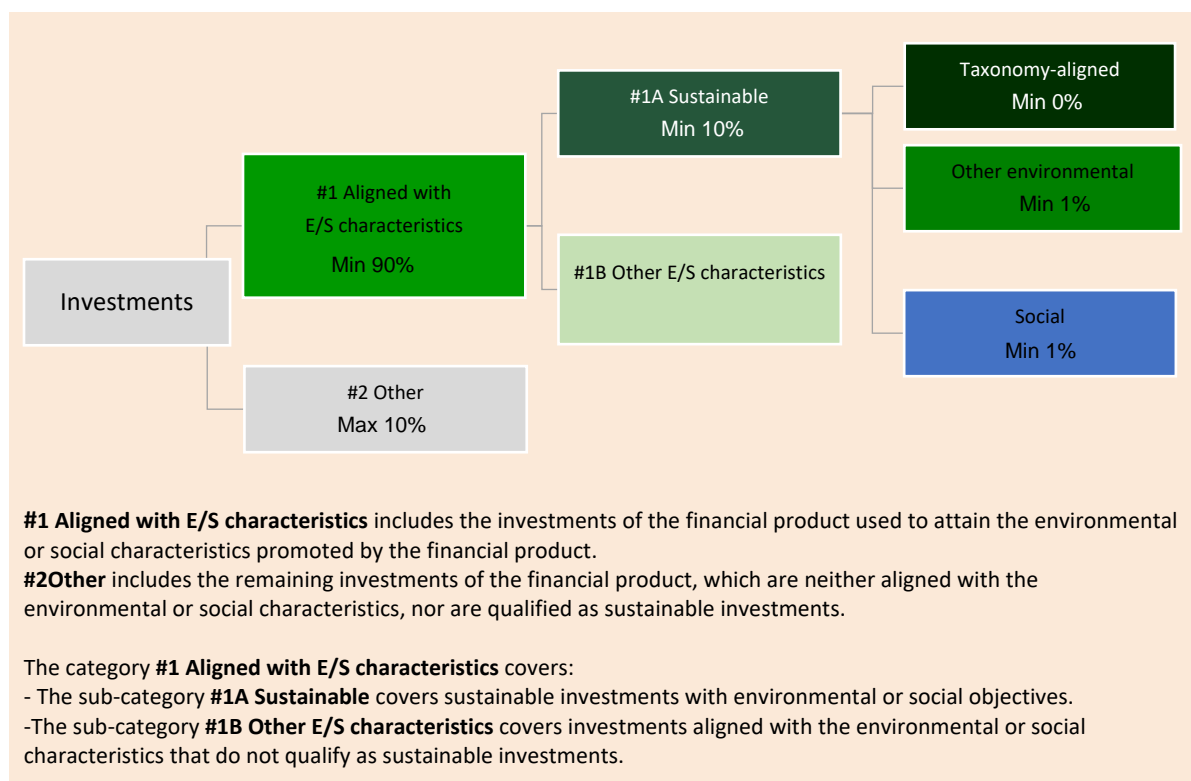 Investments
#1 Aligned with
E/S characteristics
Min 90%
#2 Other
Max 10%
#1A Sustainable
Min 10%
#1B Other E/S characteristics
Taxonomy-aligned
Min 0%
Other environmental
Min 1%
Social
Min 1%
#1 Aligned with E/S characteristics includes the investments of the financial product used to attain the environmental
or social characteristics promoted by the financial product.
#2Other includes the remaining investments of the financial product, which are neither aligned with the
environmental or social characteristics, nor are qualified as sustainable investments.
The category #1 Aligned with E/S characteristics covers:
- The sub-category #1A Sustainable covers sustainable investments with environmental or social objectives.
-The sub-category #1B Other E/S characteristics covers investments aligned with the environmental or social
characteristics that do not qualify as sustainable investments.